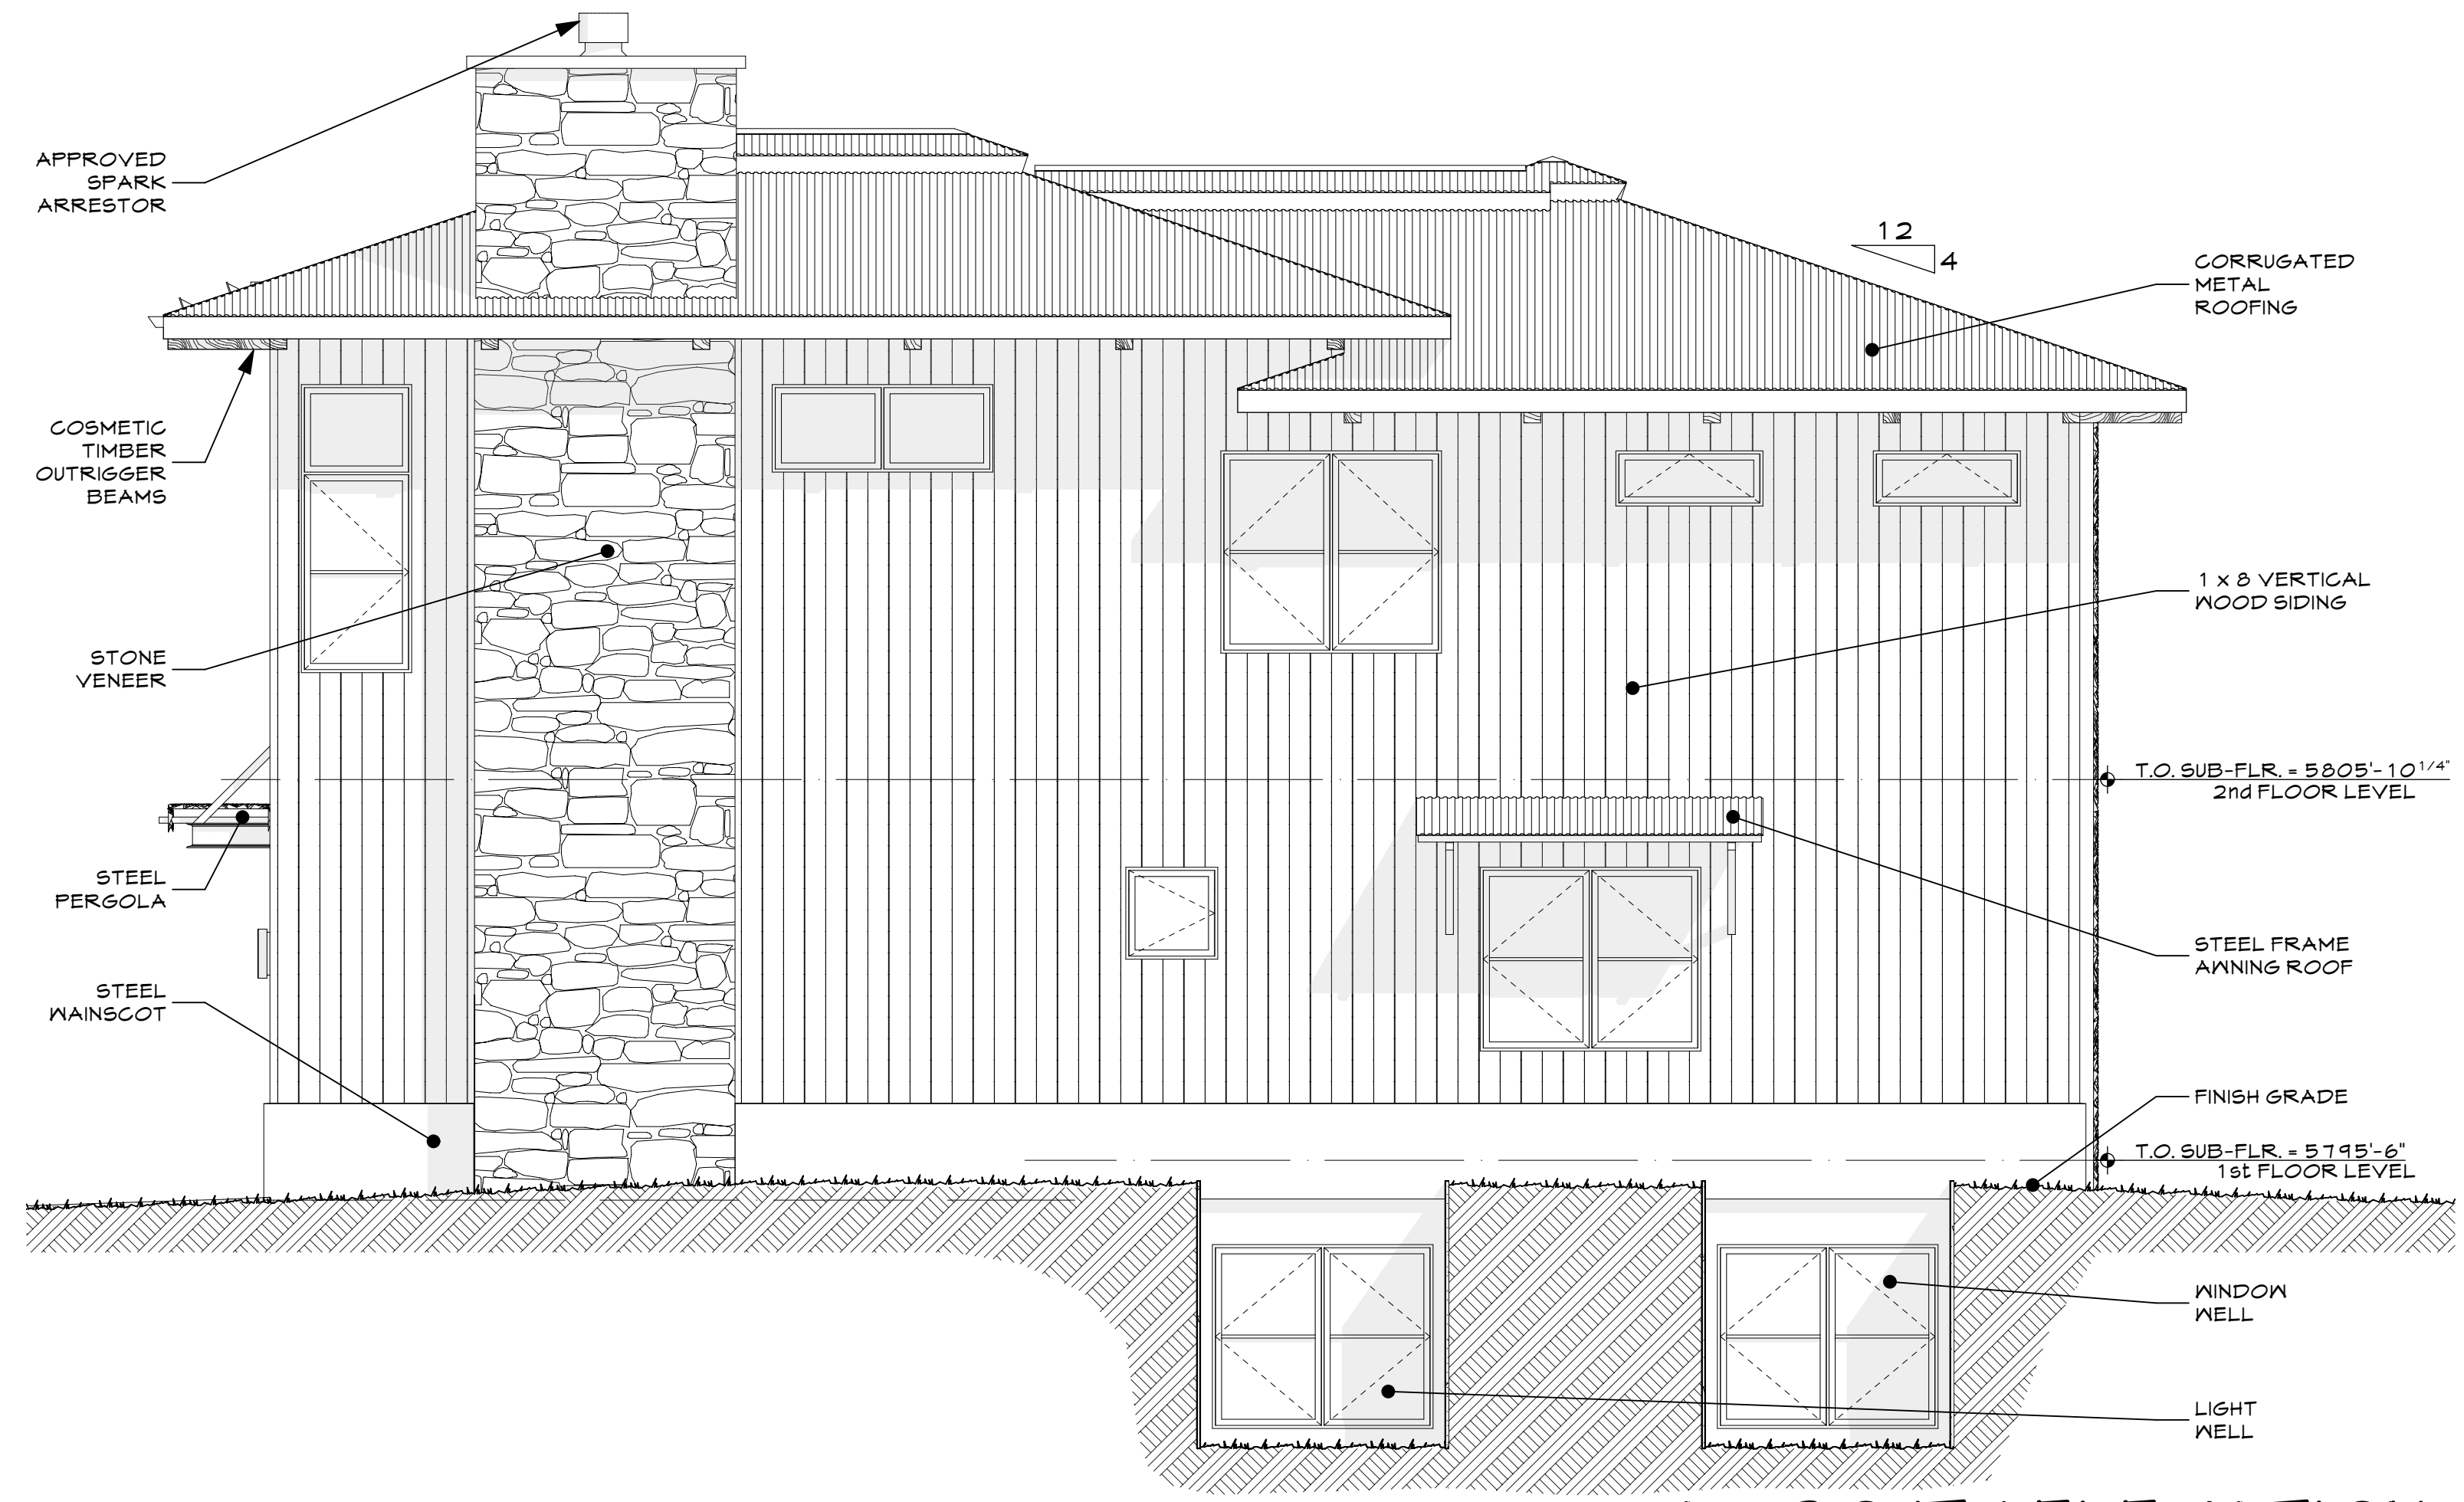 APPROVED
SPARK
ARRESTOR
COSMETIC
TIMBER
OUTRIGGER
BEAMS
STONE
VENEER
STEEL
PERGOLA
STEEL
WAINSCOT
12
4
CORRUGATED
METAL
ROOFING
1 x 8 VERTICAL
WOOD SIDING
T.O. SUB-FLR. = 5805'-10 1/4"
2nd FLOOR LEVEL
STEEL FRAME
AWNING ROOF
FINISH GRADE
T.O. SUB-FLR. = 5795'-6"
1st FLOOR LEVEL
WINDOW
WELL
LIGHT
WELL